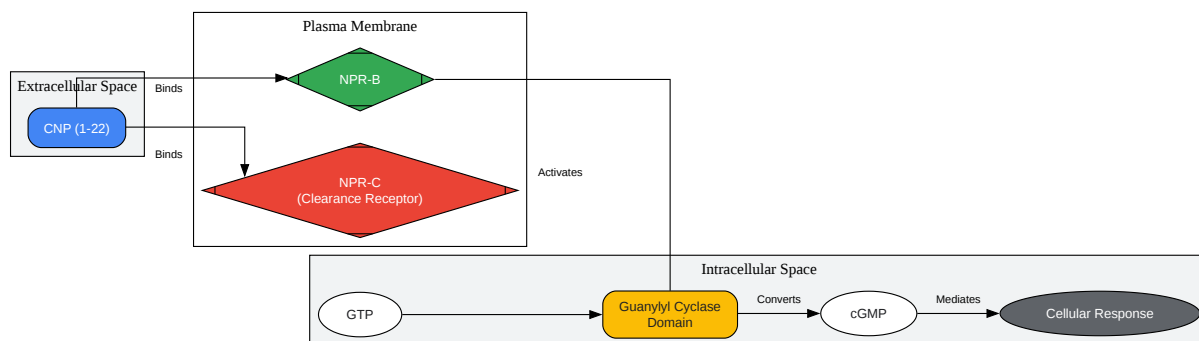 Plasma Membrane
NPR-B
Extracellular Space
Binds
CNP (1-22)
Binds
NPR-C
(Clearance Receptor)
Activates
Intracellular Space
GTP
Guanylyl Cyclase
Domain
Converts
cGMP
Mediates
Cellular Response